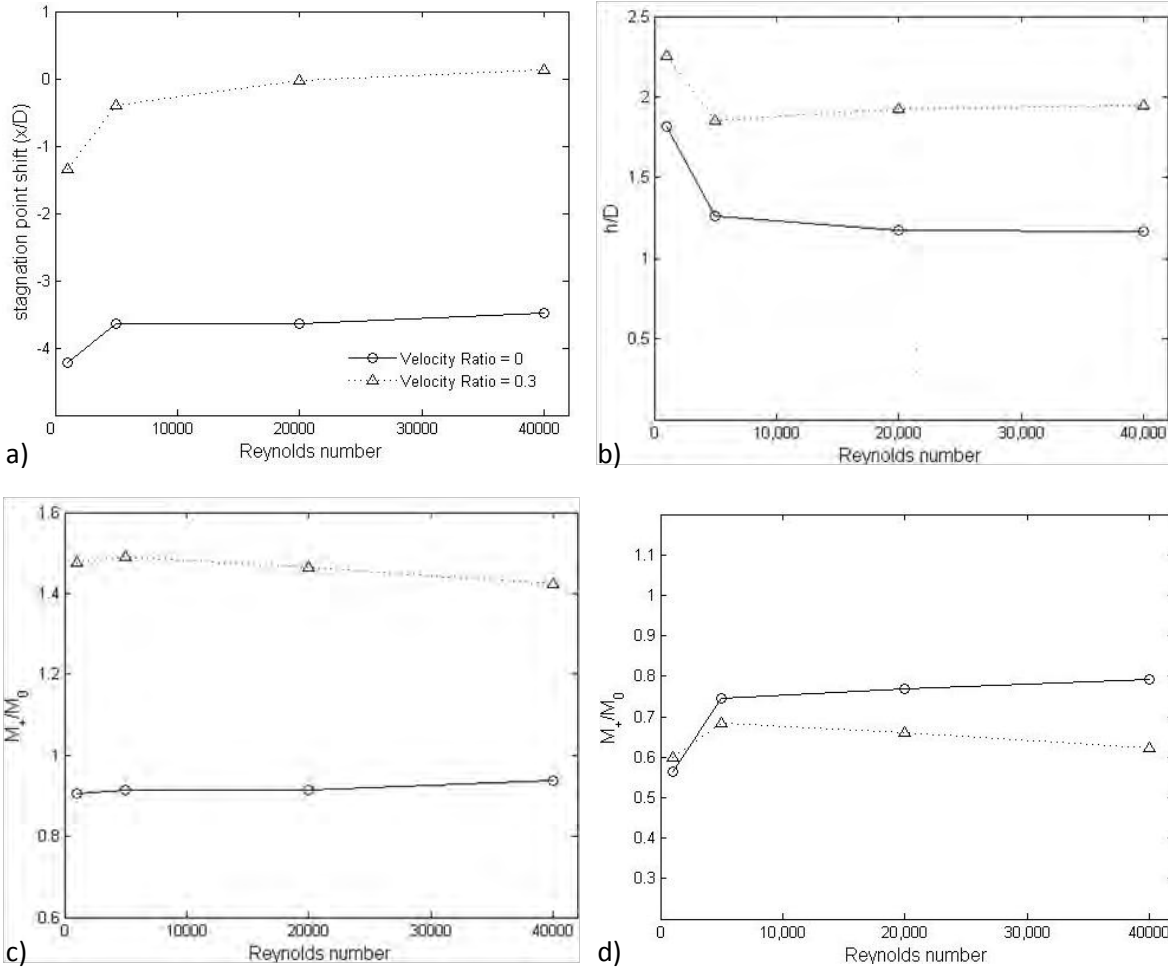 1
0
-1
-2
-3
-4
stagnation point shift (x/D)
Velocity Ratio = 0
Velocity Ratio = 0.3
0 10000 20000 30000 40000
Reynolds number
a)
2.5
2
1.5
1
0.5
h/D
0 10,000 20,000 30,000 40,000
Reynolds number
b)
1.6
1.4
1.2
1
0.8
0.6
M₊/M₀
0 10000 20000 30000 40000
Reynolds number
c)
1.1
1
0.9
0.8
0.7
0.6
0.5
0.4
0.3
M₊/M₀
0 10,000 20,000 30,000 40,000
Reynolds number
d)